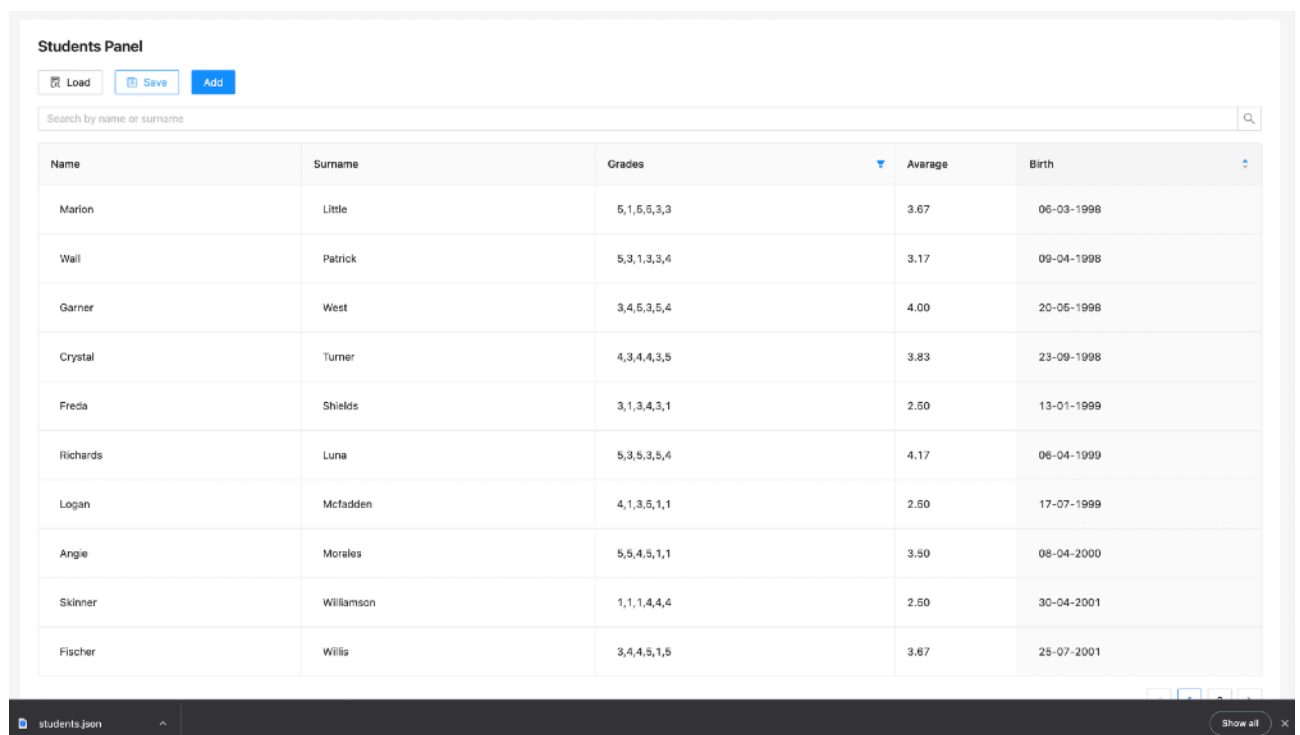 Students Panel
Load Save Add
Search by name or surname
Name Surname Grades Avarage Birth
Marion Little 5,1,5,5,3,3 3.67 06-03-1998
Wall Patrick 5,3,1,3,3,4 3.17 09-04-1998
Garner West 3,4,5,3,5,4 4.00 20-05-1998
Crystal Turner 4,3,4,4,3,5 3.83 23-09-1998
Freda Shields 3,1,3,4,3,1 2.50 13-01-1999
Richards Luna 5,3,5,3,5,4 4.17 06-04-1999
Logan Mcfadden 4,1,3,5,1,1 2.50 17-07-1999
Angie Morales 5,5,4,5,1,1 3.50 08-04-2000
Skinner Williamson 1,1,1,4,4,4 2.50 30-04-2001
Fischer Willis 3,4,4,5,1,5 3.67 25-07-2001
students.json Show all